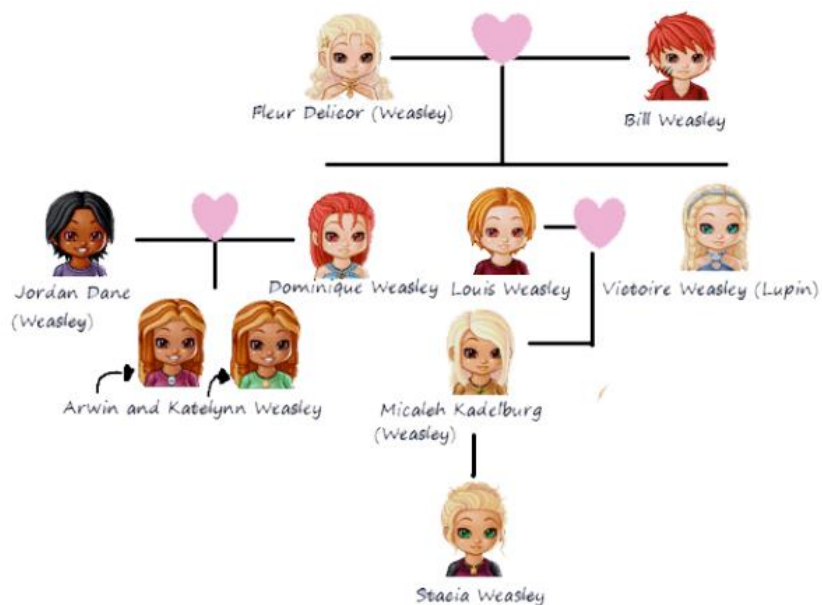 Fleur Delicor (Weasley)
Bill Weasley
Jordan Dane
(Weasley)
Dominique Weasley
Louis Weasley
Victoire Weasley (Lupin)
Arwin and Katelynn Weasley
Micaleh Kadelburg
(Weasley)
Stacia Weasley